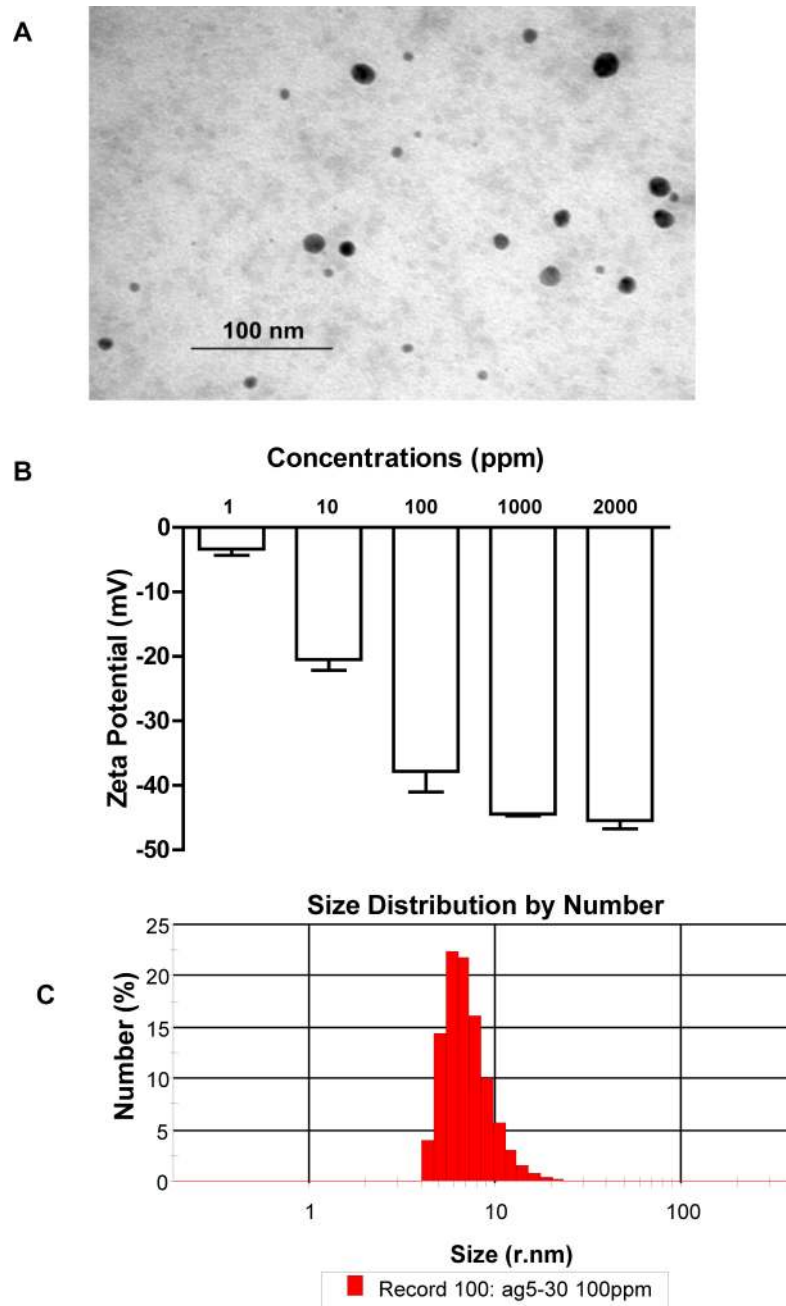 A
100 nm
B
Concentrations (ppm)
1 10 100 1000 2000
Zeta Potential (mV)
0
-10
-20
-30
-40
-50
C
Size Distribution by Number
Number (%)
25
20
15
10
5
0
1 10 100
Size (r.nm)
Record 100: ag5-30 100ppm